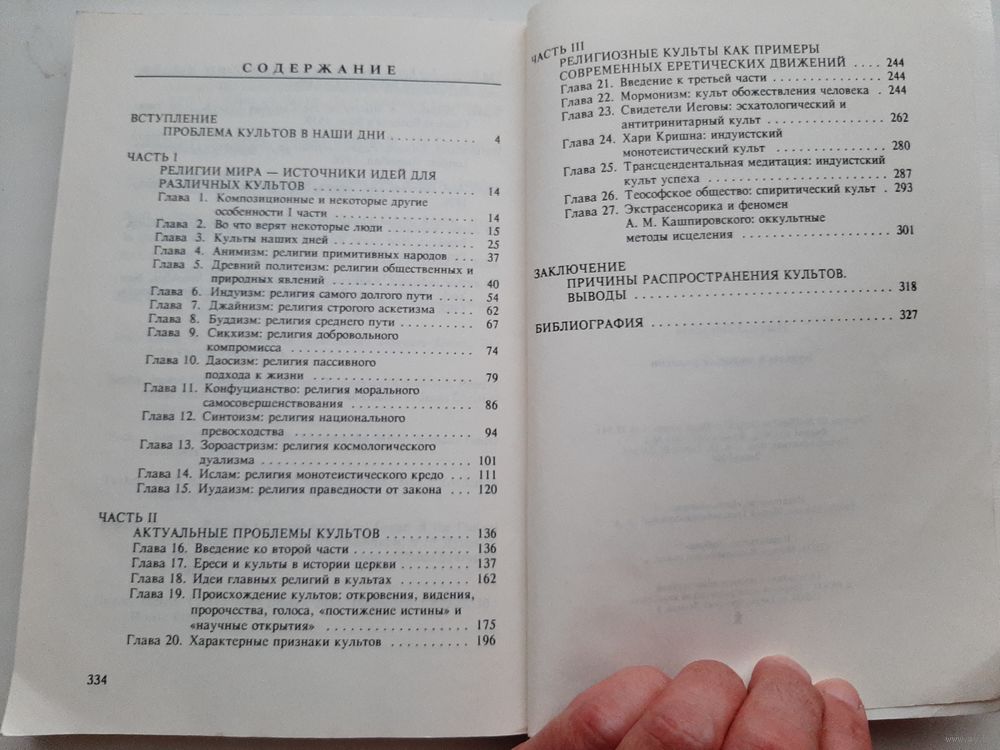 СОДЕРЖАНИЕ
ВСТУПЛЕНИЕ
ПРОБЛЕМА КУЛЬТОВ В НАШИ ДНИ . . . . . . . . . . 4
ЧАСТЬ I
РЕЛИГИИ МИРА — ИСТОЧНИКИ ИДЕЙ ДЛЯ
РАЗЛИЧНЫХ КУЛЬТОВ . . . . . . . . . . 14
Глава 1. Композиционные и некоторые другие
особенности I части . . . . . . . . . . 14
Глава 2. Во что верят некоторые люди . . . . . . . . . . 15
Глава 3. Культы наших дней . . . . . . . . . . 25
Глава 4. Анимизм: религии примитивных народов . . . 37
Глава 5. Древний политеизм: религии общественных и
природных явлений . . . . . . . . . . 40
Глава 6. Индуизм: религия самого долгого пути . . . . 54
Глава 7. Джайнизм: религия строгого аскетизма . . . . 62
Глава 8. Буддизм: религия среднего пути . . . . . . . . 67
Глава 9. Сикхизм: религия добровольного
компромисса . . . . . . . . . . 74
Глава 10. Даосизм: религия пассивного
подхода к жизни . . . . . . . . . . 79
Глава 11. Конфуцианство: религия морального
самосовершенствования . . . . . . . . . . 86
Глава 12. Синтоизм: религия национального
превосходства . . . . . . . . . . 94
Глава 13. Зороастризм: религия космологического
дуализма . . . . . . . . . . 101
Глава 14. Ислам: религия монотеистического кредо . . . 111
Глава 15. Иудаизм: религия праведности от закона . . . 120
ЧАСТЬ II
АКТУАЛЬНЫЕ ПРОБЛЕМЫ КУЛЬТОВ . . . . . . . . . . 136
Глава 16. Введение ко второй части . . . . . . . . . . 136
Глава 17. Ереси и культы в истории церкви . . . . . . . . 137
Глава 18. Идеи главных религий в культах . . . . . . . . 162
Глава 19. Происхождение культов: откровения, видения,
пророчества, голоса, «постижение истины» и
«научные открытия» . . . . . . . . . . 175
Глава 20. Характерные признаки культов . . . . . . . . . . 196
334
ЧАСТЬ III
РЕЛИГИОЗНЫЕ КУЛЬТЫ КАК ПРИМЕРЫ
СОВРЕМЕННЫХ ЕРЕТИЧЕСКИХ ДВИЖЕНИЙ . . . . 244
Глава 21. Введение к третьей части . . . . . . . . . . 244
Глава 22. Мормонизм: культ обожествления человека . 244
Глава 23. Свидетели Иеговы: эсхатологический и
антитринитарный культ . . . . . . . . . . 262
Глава 24. Хари Кришна: индуистский
монотеистический культ . . . . . . . . . . 280
Глава 25. Трансцендентальная медитация: индуистский
культ успеха . . . . . . . . . . 287
Глава 26. Теософское общество: спиритический культ . 293
Глава 27. Экстрасенсорика и феномен
А. М. Кашпировского: оккультные
методы исцеления . . . . . . . . . . 301
ЗАКЛЮЧЕНИЕ
ПРИЧИНЫ РАСПРОСТРАНЕНИЯ КУЛЬТОВ.
ВЫВОДЫ . . . . . . . . . . 318
БИБЛИОГРАФИЯ . . . . . . . . . . 327